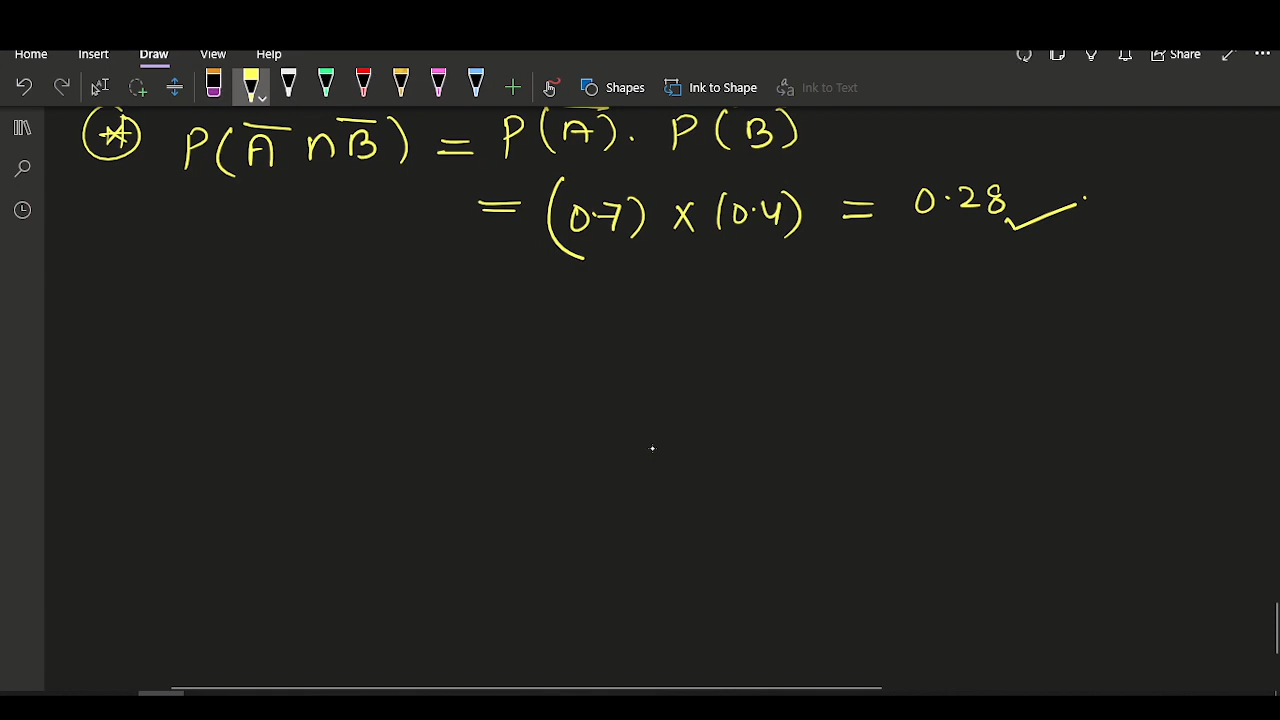 Home Insert Draw View Help Share
Ink to Shape Shapes Ink to Text
P(A̅ ∩ B̅) = P(A̅) . P(B)
= (0.7) x (0.4) = 0.28